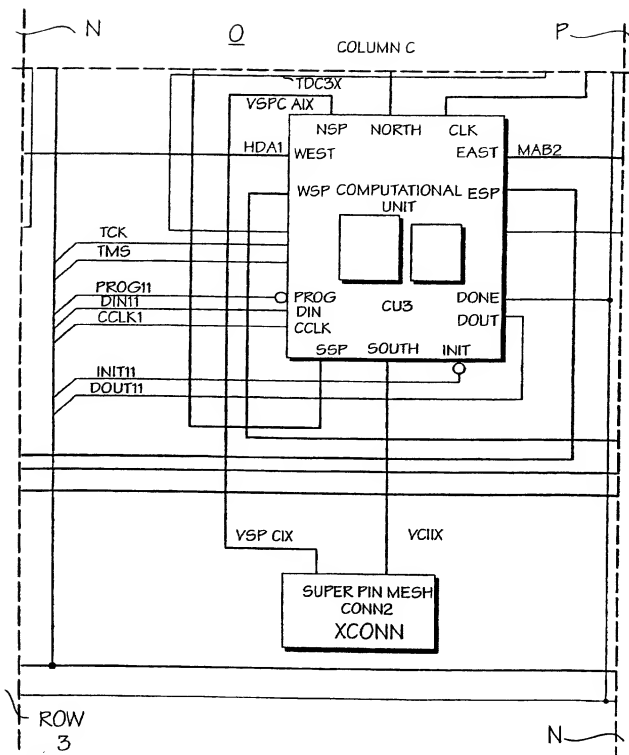 N O P
COLUMN C
TDC3X
VSPC AIX
NSP NORTH CLK
HDA1 WEST EAST MAB2
WSP COMPUTATIONAL ESP
UNIT
TCK
TMS
PROG11 PROG CU3 DONE
DIN11 DIN DOUT
CCLK1 CCLK
SSP SOUTH INIT
INIT11
DOUT11
VSP CIX VCIIX
SUPER PIN MESH
CONN2
XCONN
ROW
3
N